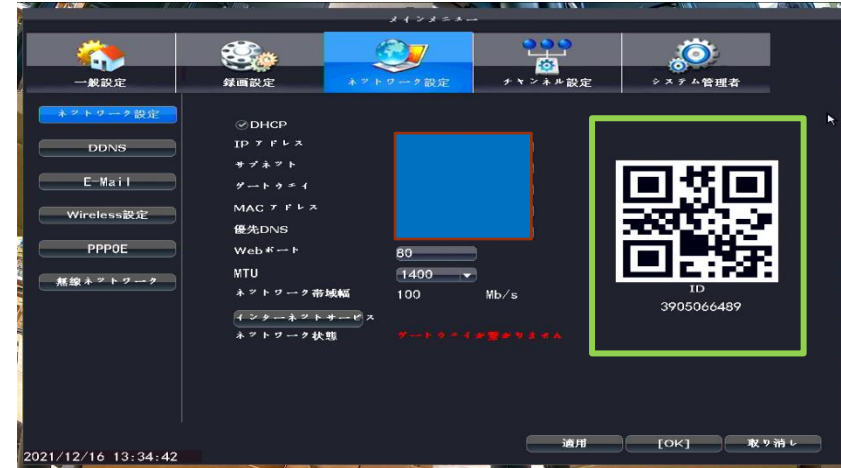 メインメニュー
一般設定
録画設定
ネットワーク設定
チャンネル設定
システム管理者
ネットワーク設定
DDNS
E-Mail
Wireless設定
PPPOE
無線ネットワーク
DHCP
IP アドレス
サブネット
ゲートウエイ
MAC アドレス
優先DNS
Webポート 80
MTU 1400
ネットワーク帯域幅 100 Mb/s
インターネットサービス
ネットワーク状態 ゲートウエイが繋がりません
ID
3905066489
適用 [OK] 取り消し
2021/12/16 13:34:42